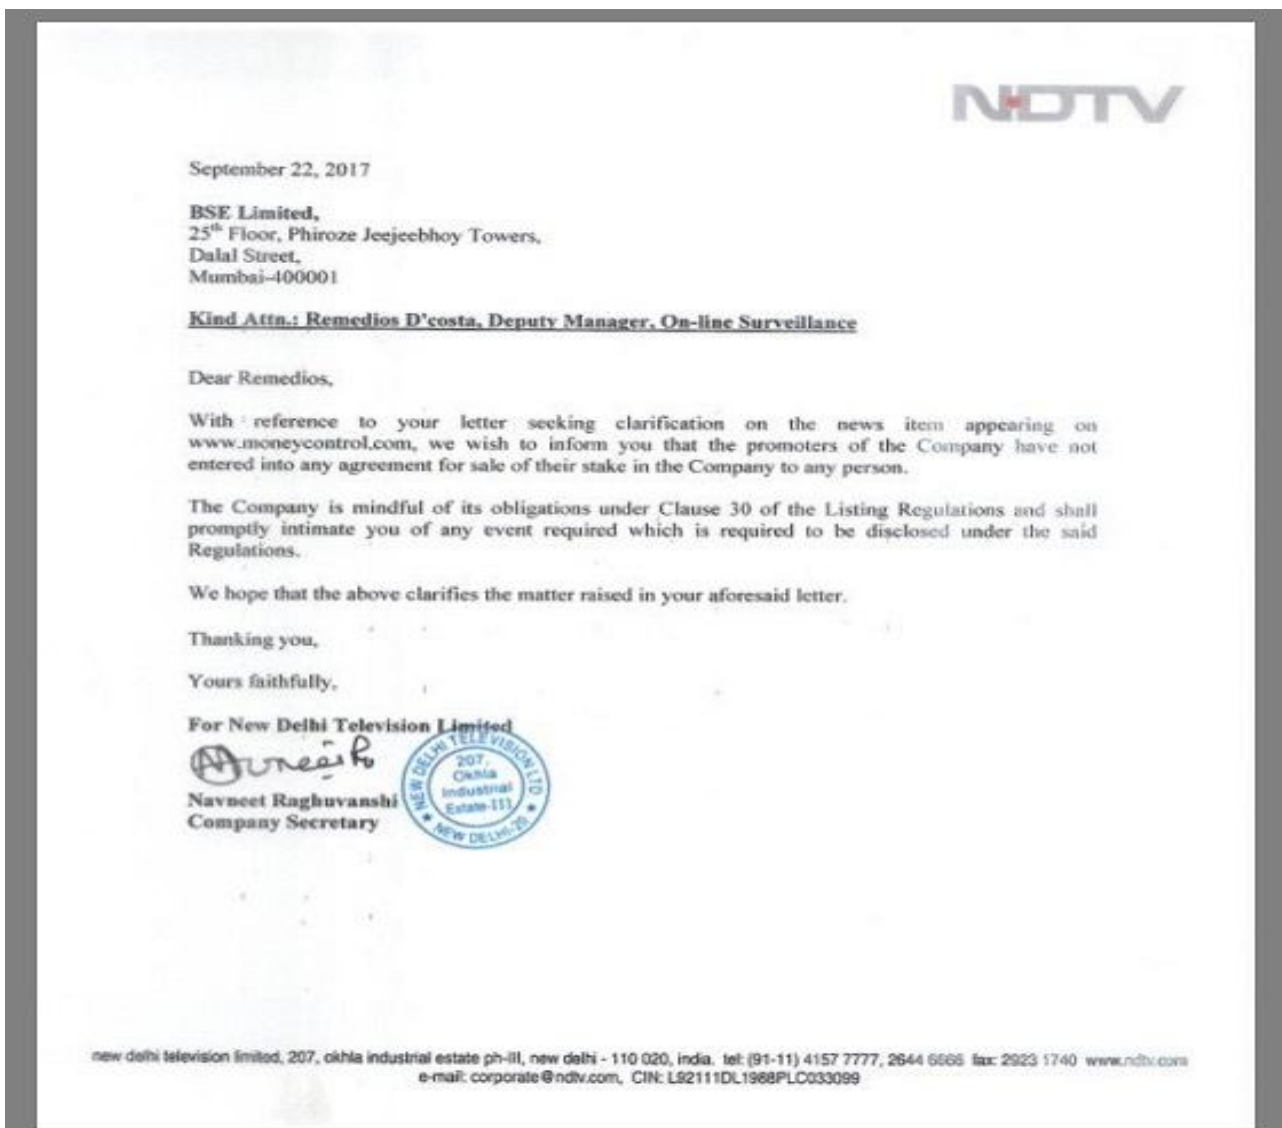 NDTV
September 22, 2017
BSE Limited,
25th Floor, Phiroze Jeejeebhoy Towers,
Dalal Street,
Mumbai-400001
Kind Attn.: Remedios D'costa, Deputy Manager, On-line Surveillance
Dear Remedios,
With reference to your letter seeking clarification on the news item appearing on
www.moneycontrol.com, we wish to inform you that the promoters of the Company have not
entered into any agreement for sale of their stake in the Company to any person.
The Company is mindful of its obligations under Clause 30 of the Listing Regulations and shall
promptly intimate you of any event required which is required to be disclosed under the said
Regulations.
We hope that the above clarifies the matter raised in your aforesaid letter.
Thanking you,
Yours faithfully,
For New Delhi Television Limited
NEW DELHI TELEVISION LTD
207,
Okhla
Industrial
Estate-III
★ NEW DELHI-20 ★
Navneet Raghuvanshi
Company Secretary
new delhi television limited, 207, okhla industrial estate ph-III, new delhi - 110 020, india. tel: (91-11) 4157 7777, 2644 6666 fax: 2923 1740 www.ndtv.com
e-mail: corporate@ndtv.com, CIN: L92111DL1988PLC033099